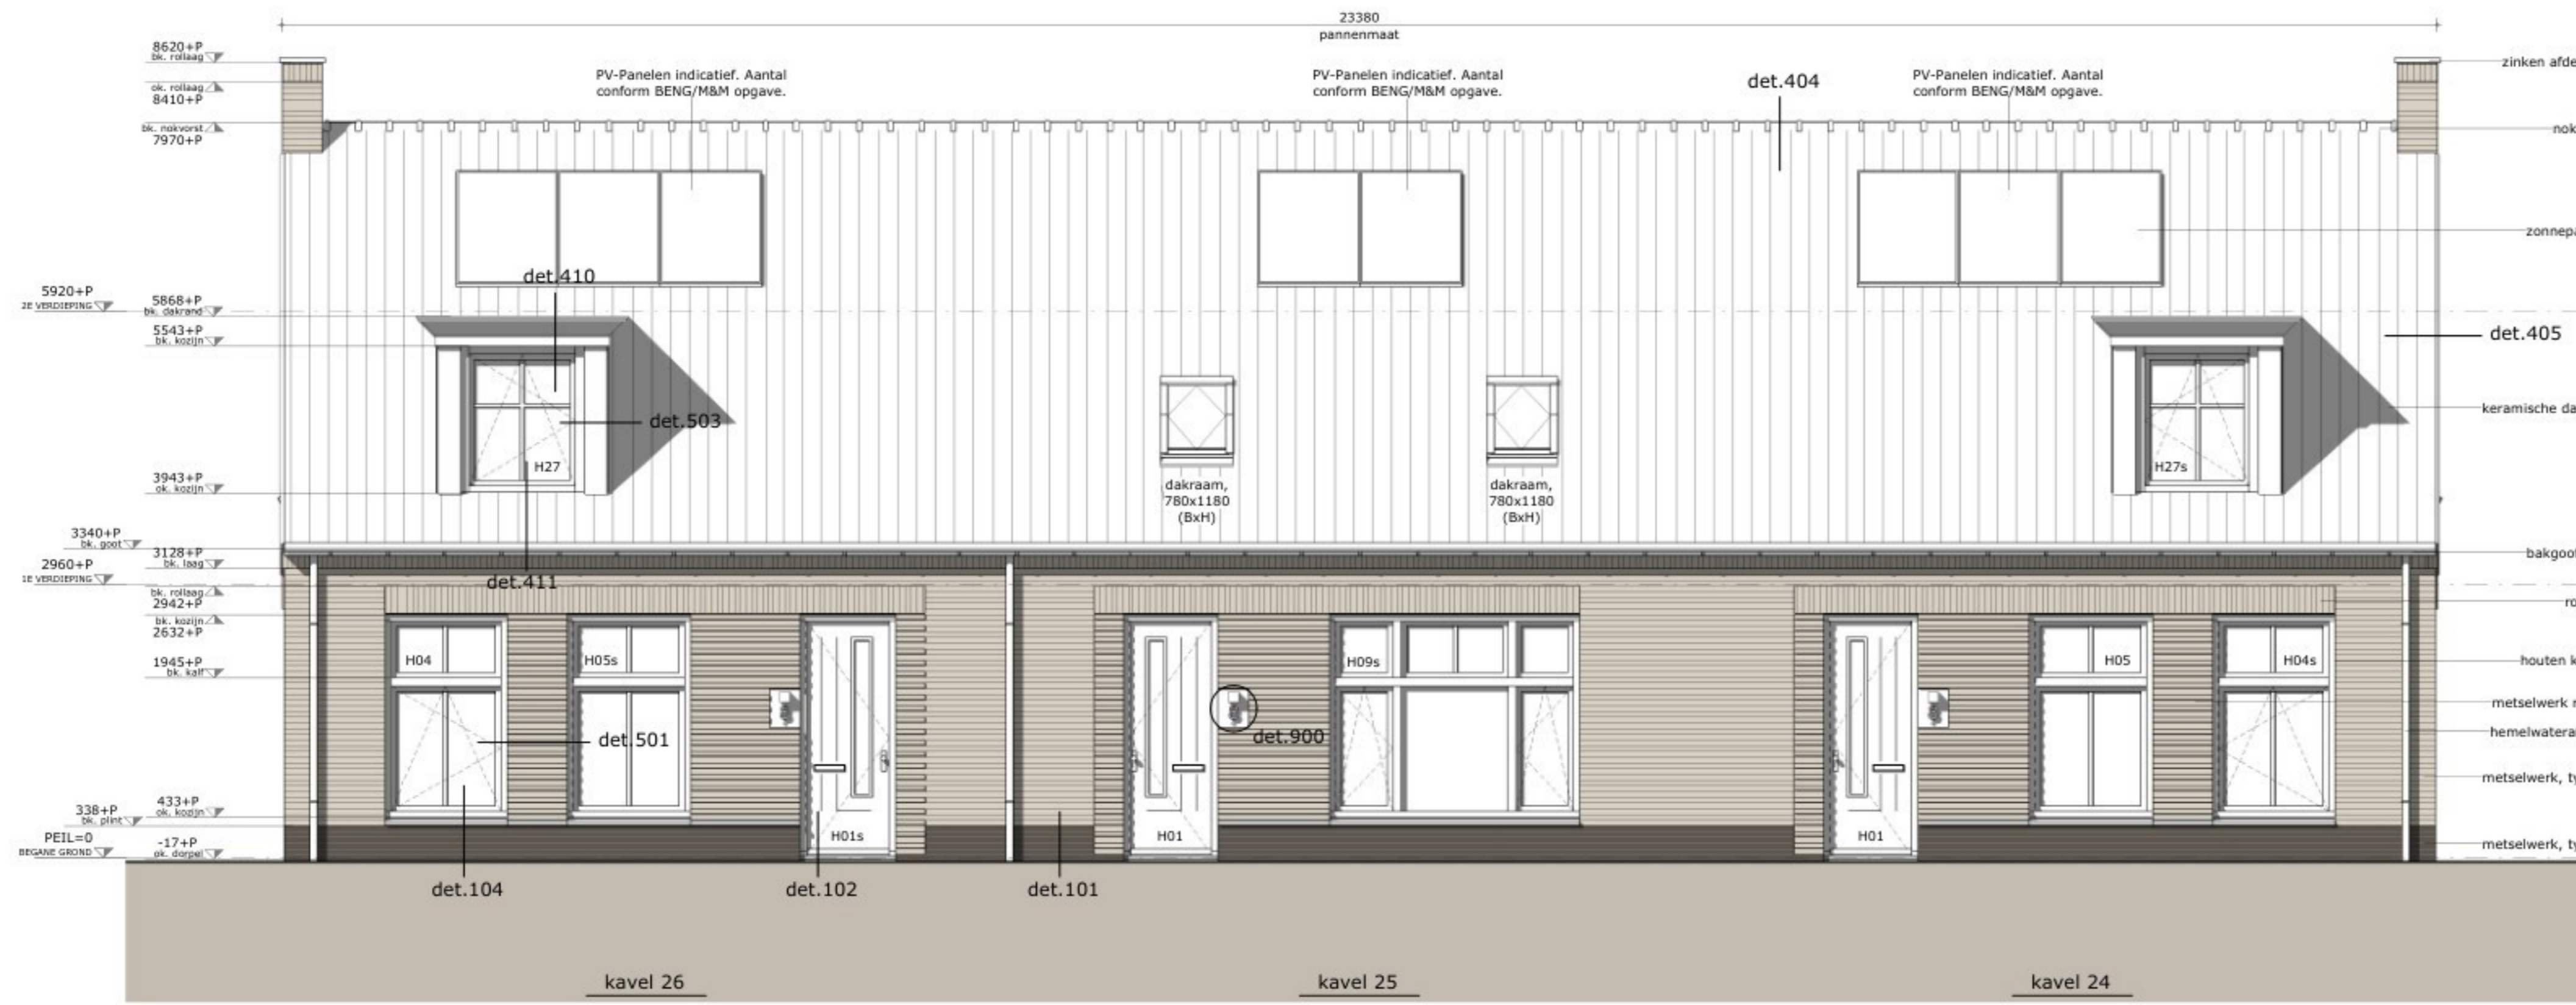 23380
pannenmaat
8620+P
bk. rollaag
ok. rollaag
8410+P
bk. nokvorst
7970+P
PV-Panelen indicatief. Aantal
conform BENG/M&M opgave.
PV-Panelen indicatief. Aantal
conform BENG/M&M opgave.
det.404
PV-Panelen indicatief. Aantal
conform BENG/M&M opgave.
zinken afde
nok
zonnepa
det.410
5920+P
2E VERDIEPING
5868+P
bk. dakrand
5543+P
bk. kozijn
det.405
det.503
keramische da
H27
H27s
3943+P
ok. kozijn
dakraam,
780x1180
(BxH)
dakraam,
780x1180
(BxH)
3340+P
bk. goot
3128+P
bk. laag
bakgoot
2960+P
1E VERDIEPING
det.411
bk. rollaag
2942+P
ro
bk. kozijn
2632+P
1945+P
bk. kalf
H04
H05s
H09s
H05
H04s
houten k
metselwerk r
hemelwatera
det.501
det.900
metselwerk, ty
338+P
bk. plint
433+P
ok. kozijn
PEIL=0
BEGANE GROND
-17+P
ok. dorpel
H01s
H01
H01
metselwerk, ty
det.104
det.102
det.101
kavel 26
kavel 25
kavel 24